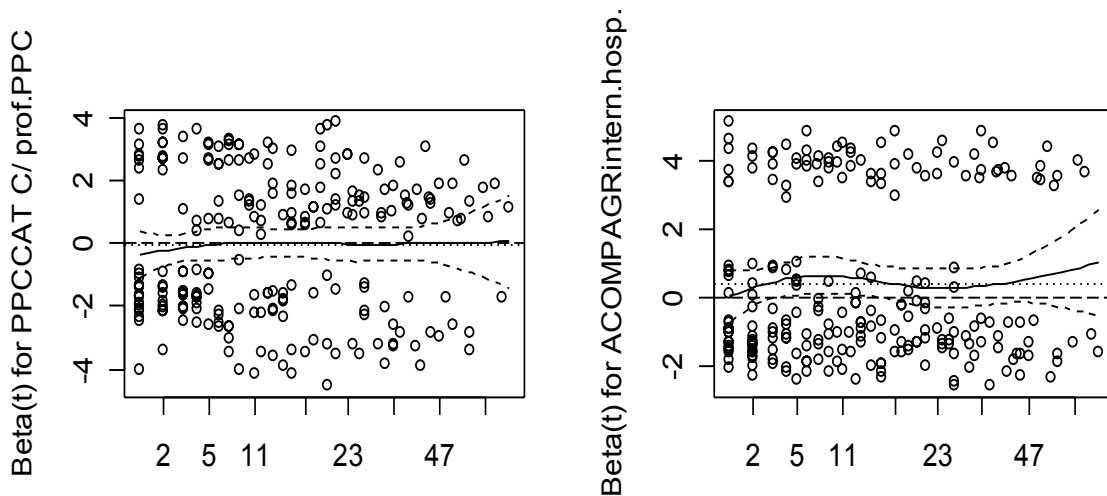 Beta(t) for PPCCAT C/ prof.PPC
4
2
0
-2
-4
2 5 11 23 47
Beta(t) for ACOMPAGRintern.hosp.
4
2
0
-2
2 5 11 23 47